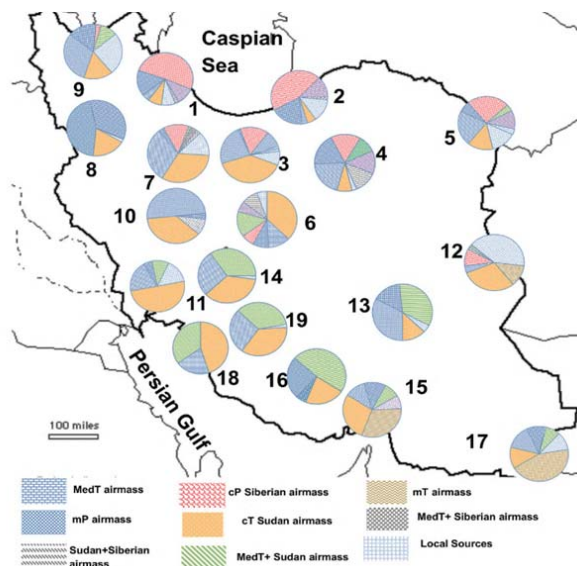 Caspian
Sea
9
1
2
5
8
7
3
4
10
6
12
14
11
13
19
18
16
15
17
Persian Gulf
100 miles
MedT airmass
cP Siberian airmass
mT airmass
mP airmass
cT Sudan airmass
MedT+ Siberian airmass
Sudan+Siberian
airmass
MedT+ Sudan airmass
Local Sources